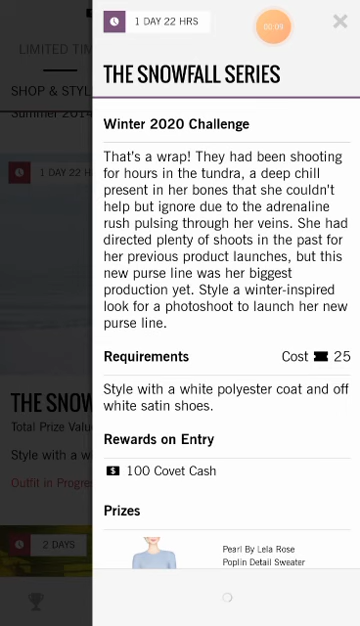 1 DAY 22 HRS
00:09
THE SNOWFALL SERIES
Winter 2020 Challenge
That's a wrap! They had been shooting
for hours in the tundra, a deep chill
present in her bones that she couldn't
help but ignore due to the adrenaline
rush pulsing through her veins. She had
directed plenty of shoots in the past for
her previous product launches, but this
new purse line was her biggest
production yet. Style a winter-inspired
look for a photoshoot to launch her new
purse line.
Requirements
Cost 25
Style with a white polyester coat and off
white satin shoes.
Rewards on Entry
100 Covet Cash
Prizes
Pearl By Lela Rose
Poplin Detail Sweater
LIMITED TIM
SHOP & STYL
Summer 2014
1 DAY 22 H
THE SNOW
Total Prize Valu
Style with a w
Outfit in Progres
2 DAYS